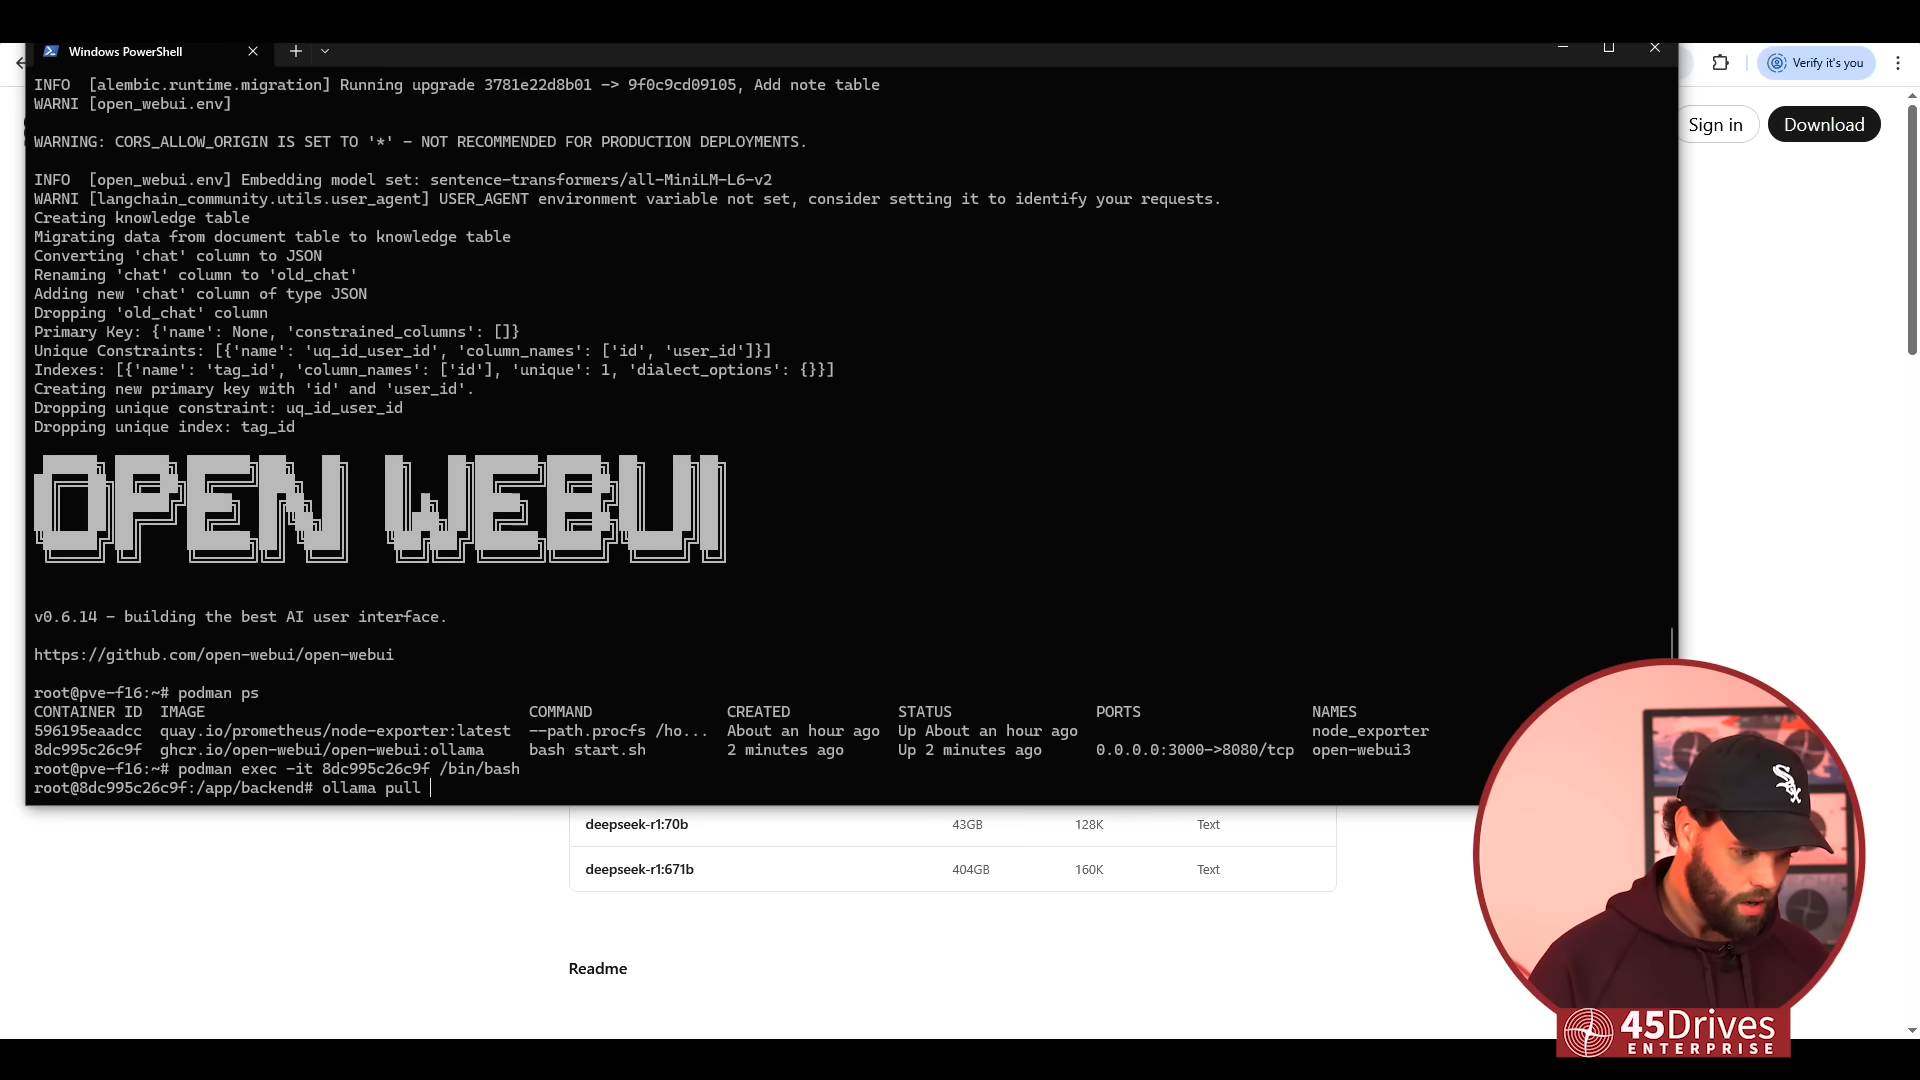 Windows PowerShell
Verify it's you
INFO  [alembic.runtime.migration] Running upgrade 3781e22d8b01 -> 9f0c9cd09105, Add note table
WARNI [open_webui.env]
Sign in
Download
WARNING: CORS_ALLOW_ORIGIN IS SET TO '*' - NOT RECOMMENDED FOR PRODUCTION DEPLOYMENTS.
INFO  [open_webui.env] Embedding model set: sentence-transformers/all-MiniLM-L6-v2
WARNI [langchain_community.utils.user_agent] USER_AGENT environment variable not set, consider setting it to identify your requests.
Creating knowledge table
Migrating data from document table to knowledge table
Converting 'chat' column to JSON
Renaming 'chat' column to 'old_chat'
Adding new 'chat' column of type JSON
Dropping 'old_chat' column
Primary Key: {'name': None, 'constrained_columns': []}
Unique Constraints: [{'name': 'uq_id_user_id', 'column_names': ['id', 'user_id']}]
Indexes: [{'name': 'tag_id', 'column_names': ['id'], 'unique': 1, 'dialect_options': {}}]
Creating new primary key with 'id' and 'user_id'.
Dropping unique constraint: uq_id_user_id
Dropping unique index: tag_id
OPEN WEBUI
v0.6.14 - building the best AI user interface.
https://github.com/open-webui/open-webui
root@pve-f16:~# podman ps
CONTAINER ID  IMAGE  COMMAND  CREATED  STATUS  PORTS  NAMES
596195eaadcc  quay.io/prometheus/node-exporter:latest  --path.procfs /ho...  About an hour ago  Up About an hour ago  node_exporter
8dc995c26c9f  ghcr.io/open-webui/open-webui:ollama  bash start.sh  2 minutes ago  Up 2 minutes ago  0.0.0.0:3000->8080/tcp  open-webui3
root@pve-f16:~# podman exec -it 8dc995c26c9f /bin/bash
root@8dc995c26c9f:/app/backend# ollama pull
deepseek-r1:70b  43GB  128K  Text
deepseek-r1:671b  404GB  160K  Text
Readme
Sox
45Drives
ENTERPRISE